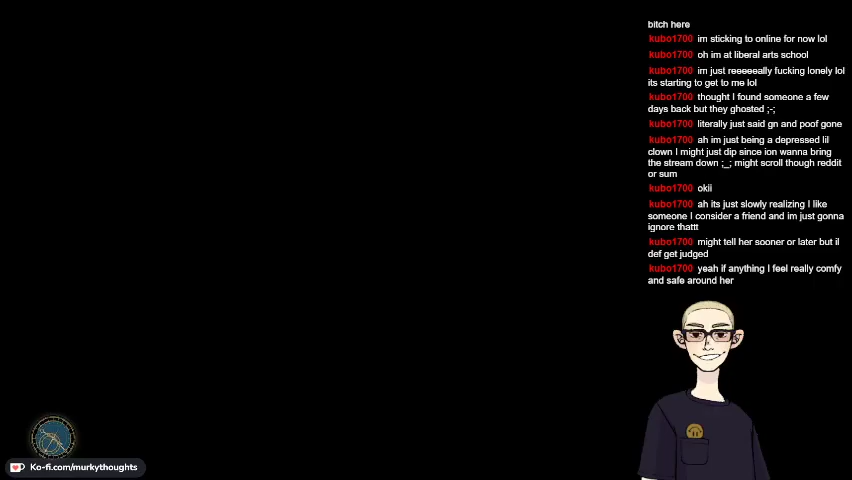 bitch here
kubo1700 im sticking to online for now lol
kubo1700 oh im at liberal arts school
kubo1700 im just reeeeeally fucking lonely lol
its starting to get to me lol
kubo1700 thought I found someone a few
days back but they ghosted ;-;
kubo1700 literally just said gn and poof gone
kubo1700 ah im just being a depressed lil
clown I might just dip since ion wanna bring
the stream down ;_; might scroll though reddit
or sum
kubo1700 okii
kubo1700 ah its just slowly realizing I like
someone I consider a friend and im just gonna
ignore thattt
kubo1700 might tell her sooner or later but il
def get judged
kubo1700 yeah if anything I feel really comfy
and safe around her
Ko-fi.com/murkythoughts